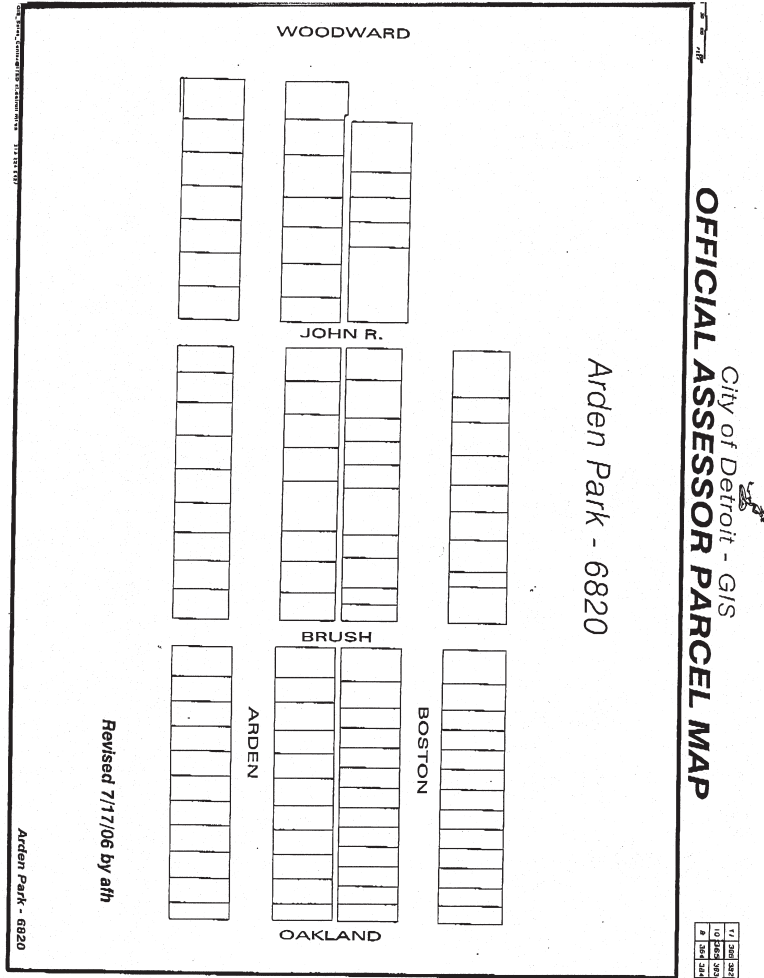 City of Detroit - GIS
OFFICIAL ASSESSOR PARCEL MAP
Arden Park - 6820
WOODWARD
JOHN R.
BRUSH
ARDEN
BOSTON
OAKLAND
Revised 7/17/06 by afh
Arden Park - 6820